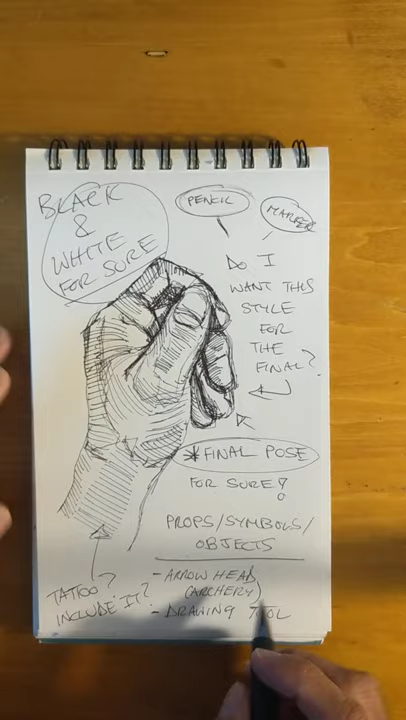 BLACK
&
WHITE
FOR SURE
PENCIL
MARKER
DO I
WANT THIS
STYLE
FOR
THE
FINAL?
*FINAL POSE
FOR SURE!
PROPS/SYMBOLS/
OBJECTS
- ARROW HEAD
(ARCHERY)
- DRAWING TOOL
TATTOO?
INCLUDE IT?